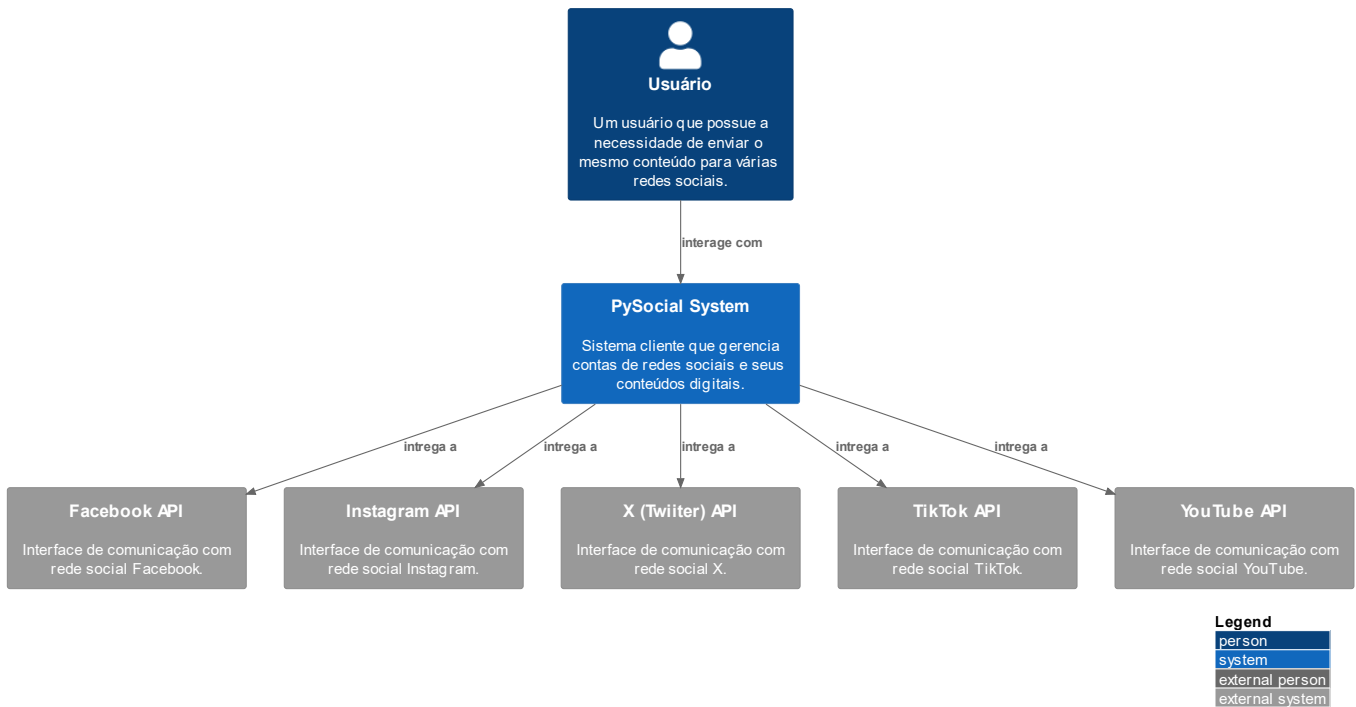 Usuário
Um usuário que possue a
necessidade de enviar o
mesmo conteúdo para várias
redes sociais.
interage com
PySocial System
Sistema cliente que gerencia
contas de redes sociais e seus
conteúdos digitais.
intrega a
intrega a
intrega a
intrega a
intrega a
Facebook API
Interface de comunicação com
rede social Facebook.
Instagram API
Interface de comunicação com
rede social Instagram.
X (Twiiter) API
Interface de comunicação com
rede social X.
TikTok API
Interface de comunicação com
rede social TikTok.
YouTube API
Interface de comunicação com
rede social YouTube.
Legend
person
system
external person
external system